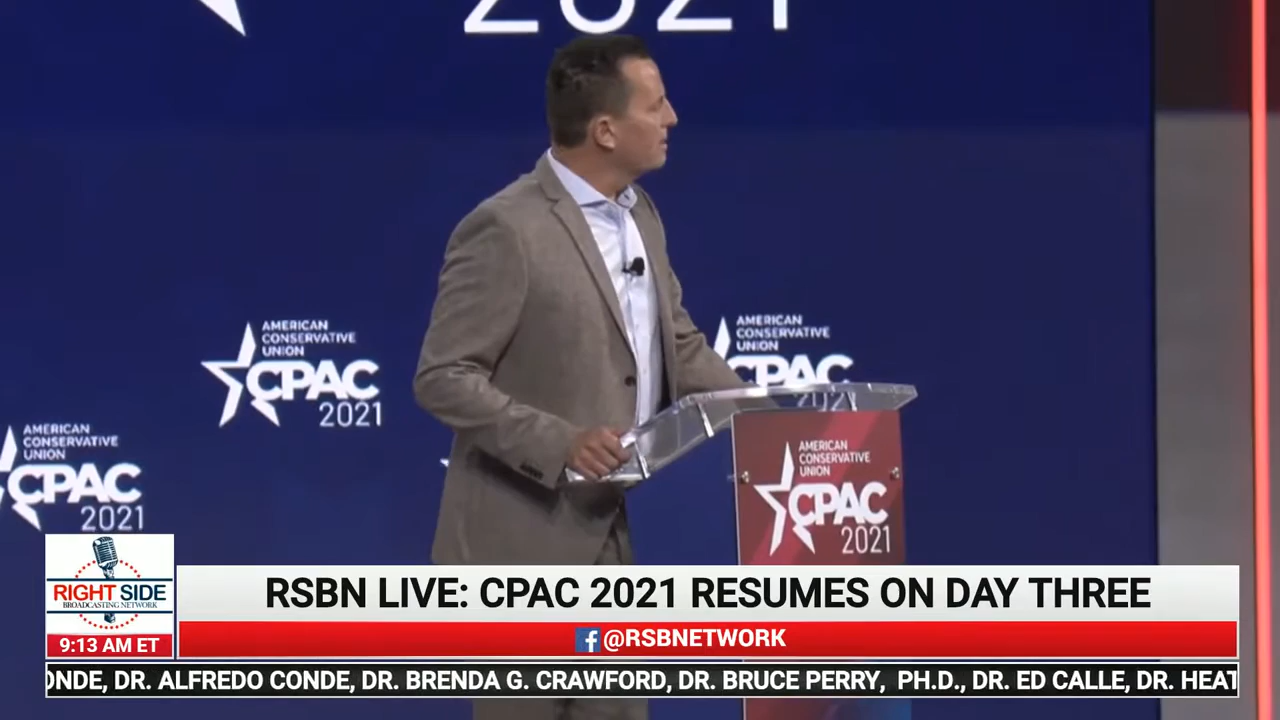 2021
AMERICAN
CONSERVATIVE
UNION
CPAC
2021
AMERICAN
CONSERVATIVE
UNION
CPAC
2021
AMERICAN
CONSERVATIVE
UNION
CPAC
2021
AMERICAN
CONSERVATIVE
UNION
CPAC
2021
RIGHT SIDE
BROADCASTING NETWORK
9:13 AM ET
RSBN LIVE: CPAC 2021 RESUMES ON DAY THREE
f @RSBNETWORK
ONDE, DR. ALFREDO CONDE, DR. BRENDA G. CRAWFORD, DR. BRUCE PERRY, PH.D., DR. ED CALLE, DR. HEAT